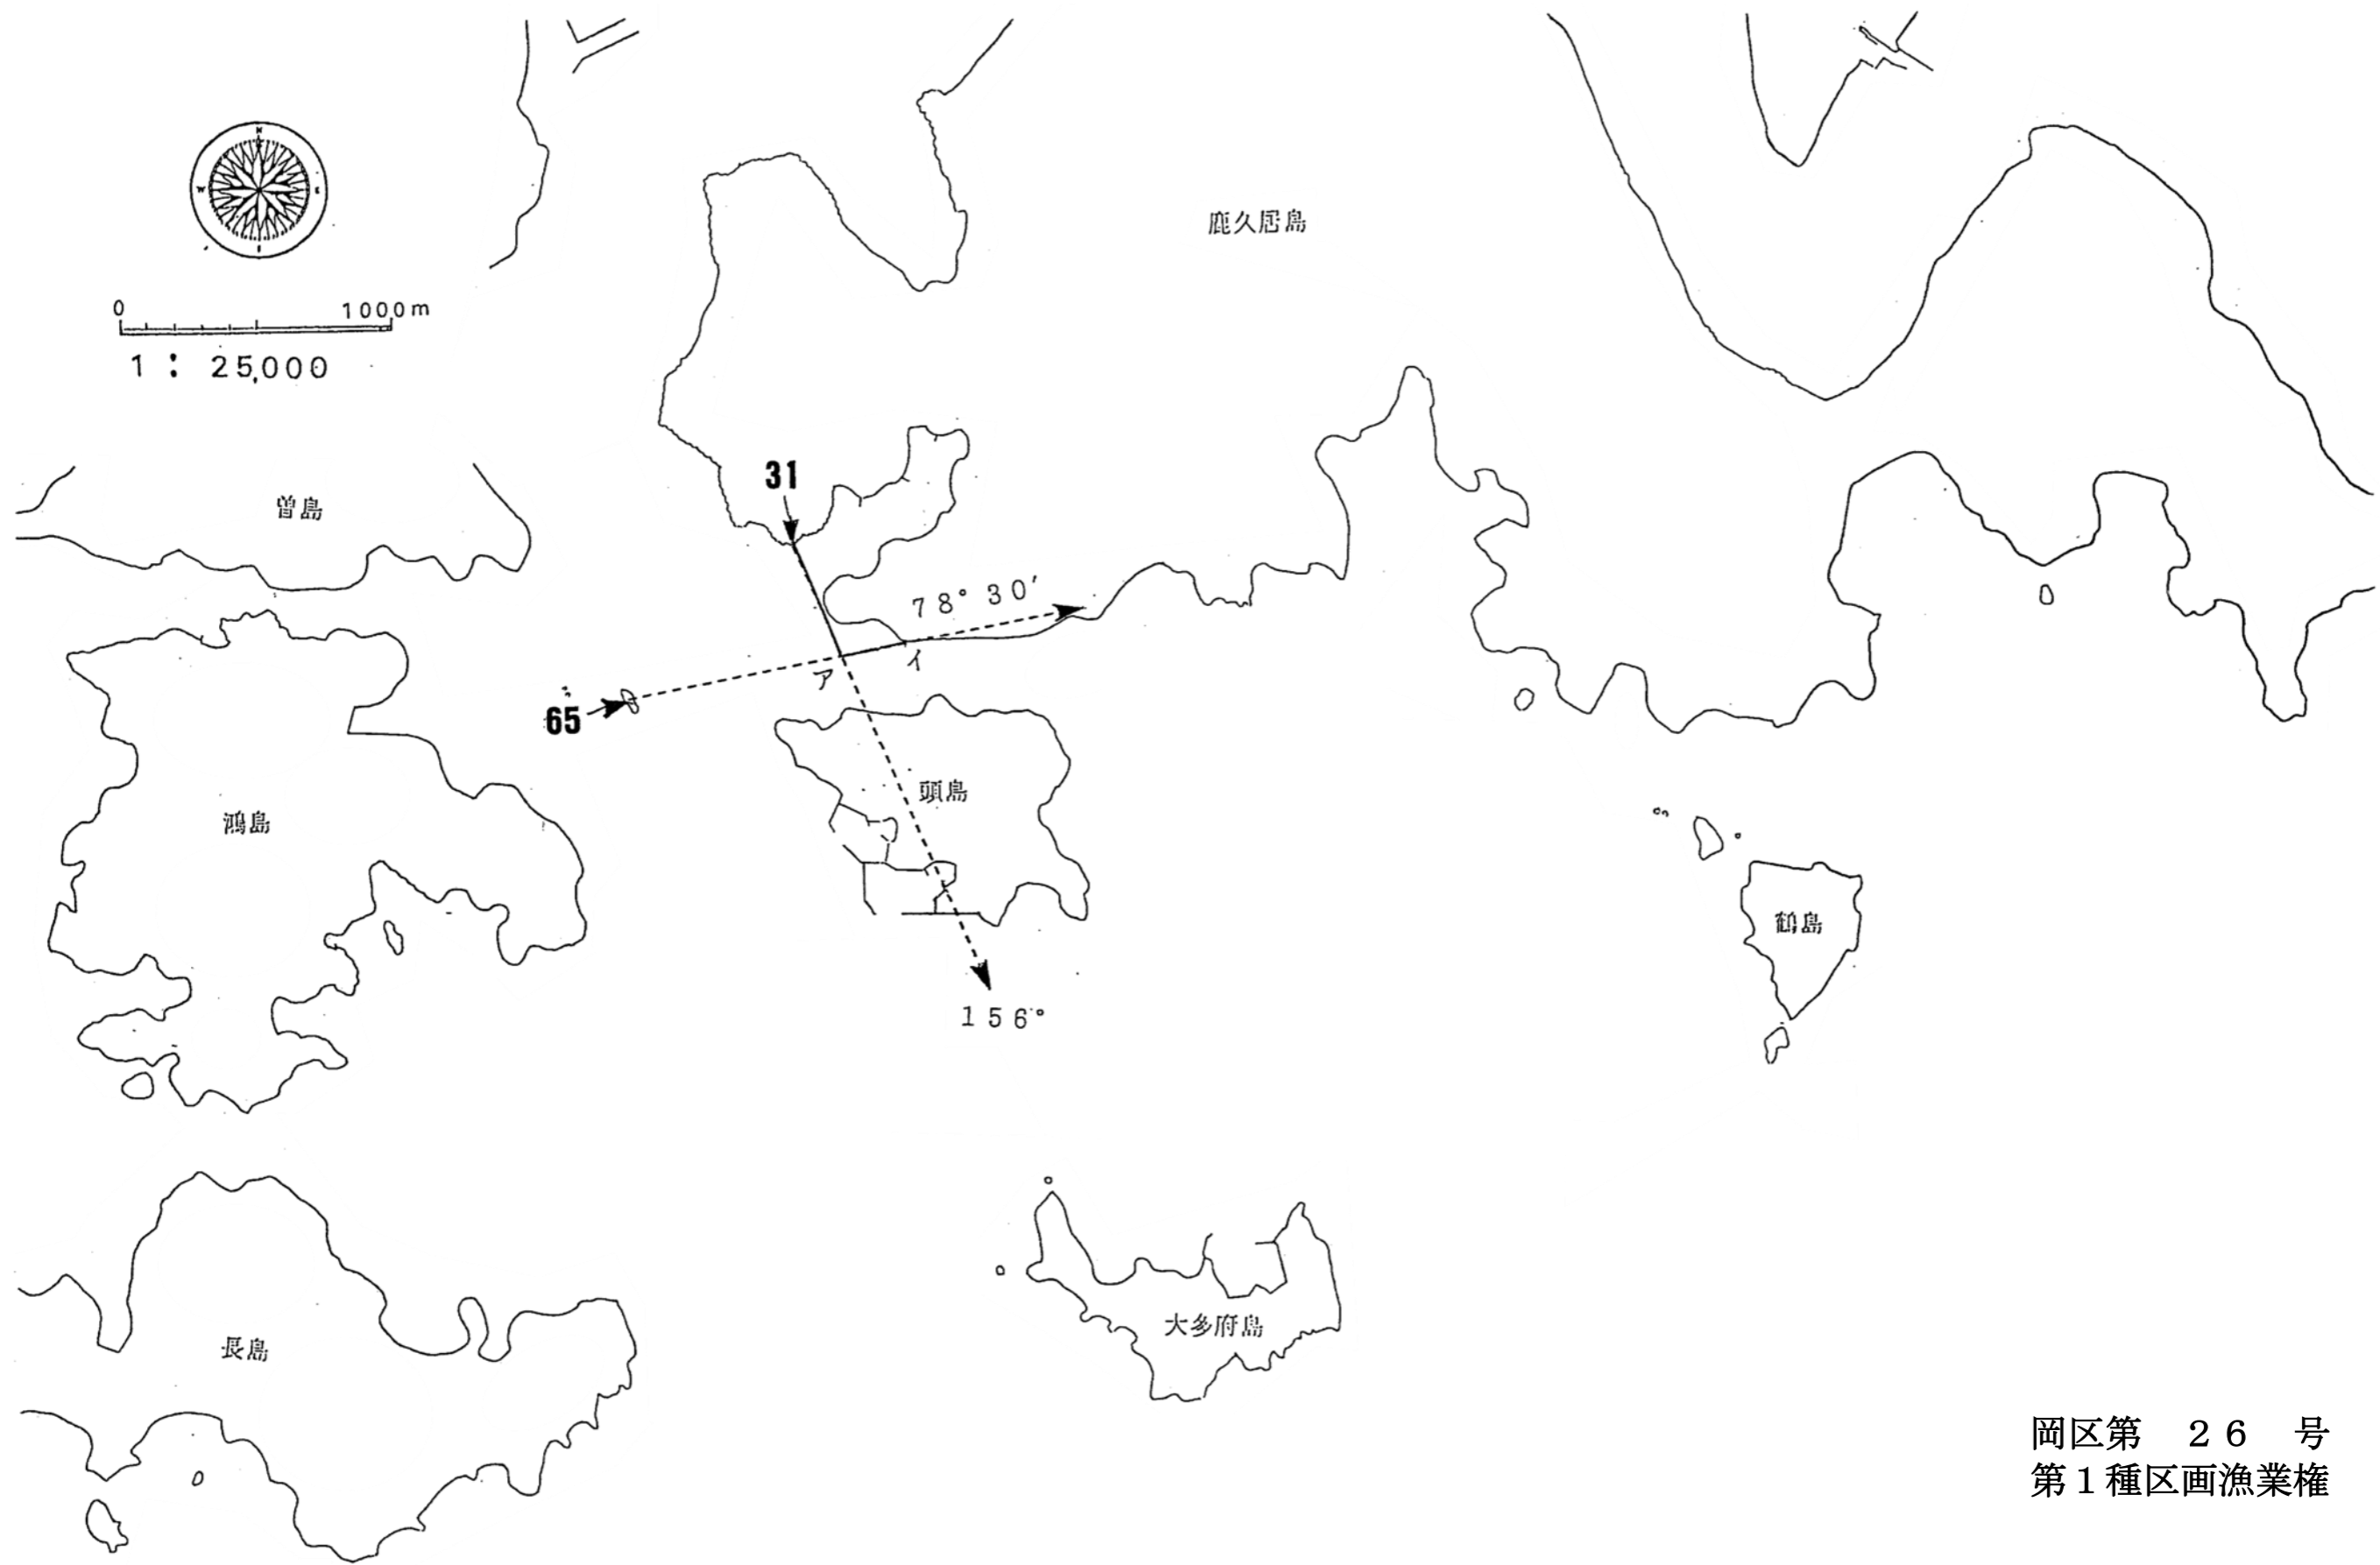 N
W
E
S
0 1000m
1 : 25,000
鹿久居島
曽島
31
78°30′
ア
イ
65
頭島
鴻島
鶴島
156°
大多府島
長島
岡区第　２６　号
第１種区画漁業権